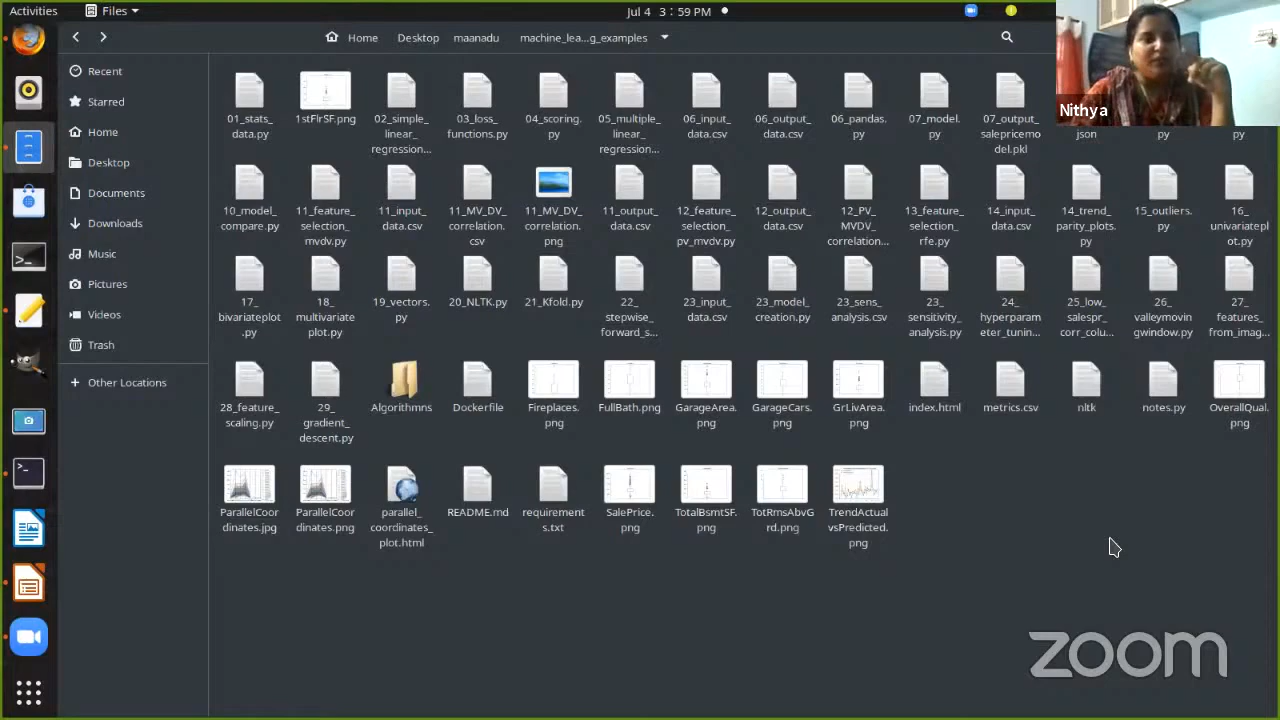 Activities
Files
Jul 4 3:59 PM
Home
Desktop
maanadu
machine_lea…g_examples
Nithya
Recent
Starred
Home
Desktop
Documents
Downloads
Music
Pictures
Videos
Trash
Other Locations
01_stats_
data.py
1stFlrSF.png
02_simple_
linear_
regression…
03_loss_
functions.py
04_scoring.
py
05_multiple_
linear_
regression…
06_input_
data.csv
06_output_
data.csv
06_pandas.
py
07_model.
py
07_output_
salepricemo
del.pkl
json
py
py
10_model_
compare.py
11_feature_
selection_
mvdv.py
11_input_
data.csv
11_MV_DV_
correlation.
csv
11_MV_DV_
correlation.
png
11_output_
data.csv
12_feature_
selection_
pv_mvdv.py
12_output_
data.csv
12_PV_
MVDV_
correlation…
13_feature_
selection_
rfe.py
14_input_
data.csv
14_trend_
parity_plots.
py
15_outliers.
py
16_
univariatepl
ot.py
17_
bivariateplot
.py
18_
multivariate
plot.py
19_vectors.
py
20_NLTK.py
21_Kfold.py
22_
stepwise_
forward_s…
23_input_
data.csv
23_model_
creation.py
23_sens_
analysis.csv
23_
sensitivity_
analysis.py
24_
hyperparam
eter_tunin…
25_low_
salespr_
corr_colu…
26_
valleymovin
gwindow.py
27_
features_
from_imag…
28_feature_
scaling.py
29_
gradient_
descent.py
Algorithmns
Dockerfile
Fireplaces.
png
FullBath.png
GarageArea.
png
GarageCars.
png
GrLivArea.
png
index.html
metrics.csv
nltk
notes.py
OverallQual.
png
ParallelCoor
dinates.jpg
ParallelCoor
dinates.png
parallel_
coordinates_
plot.html
README.md
requirement
s.txt
SalePrice.
png
TotalBsmtSF.
png
TotRmsAbvG
rd.png
TrendActual
vsPredicted.
png
zoom